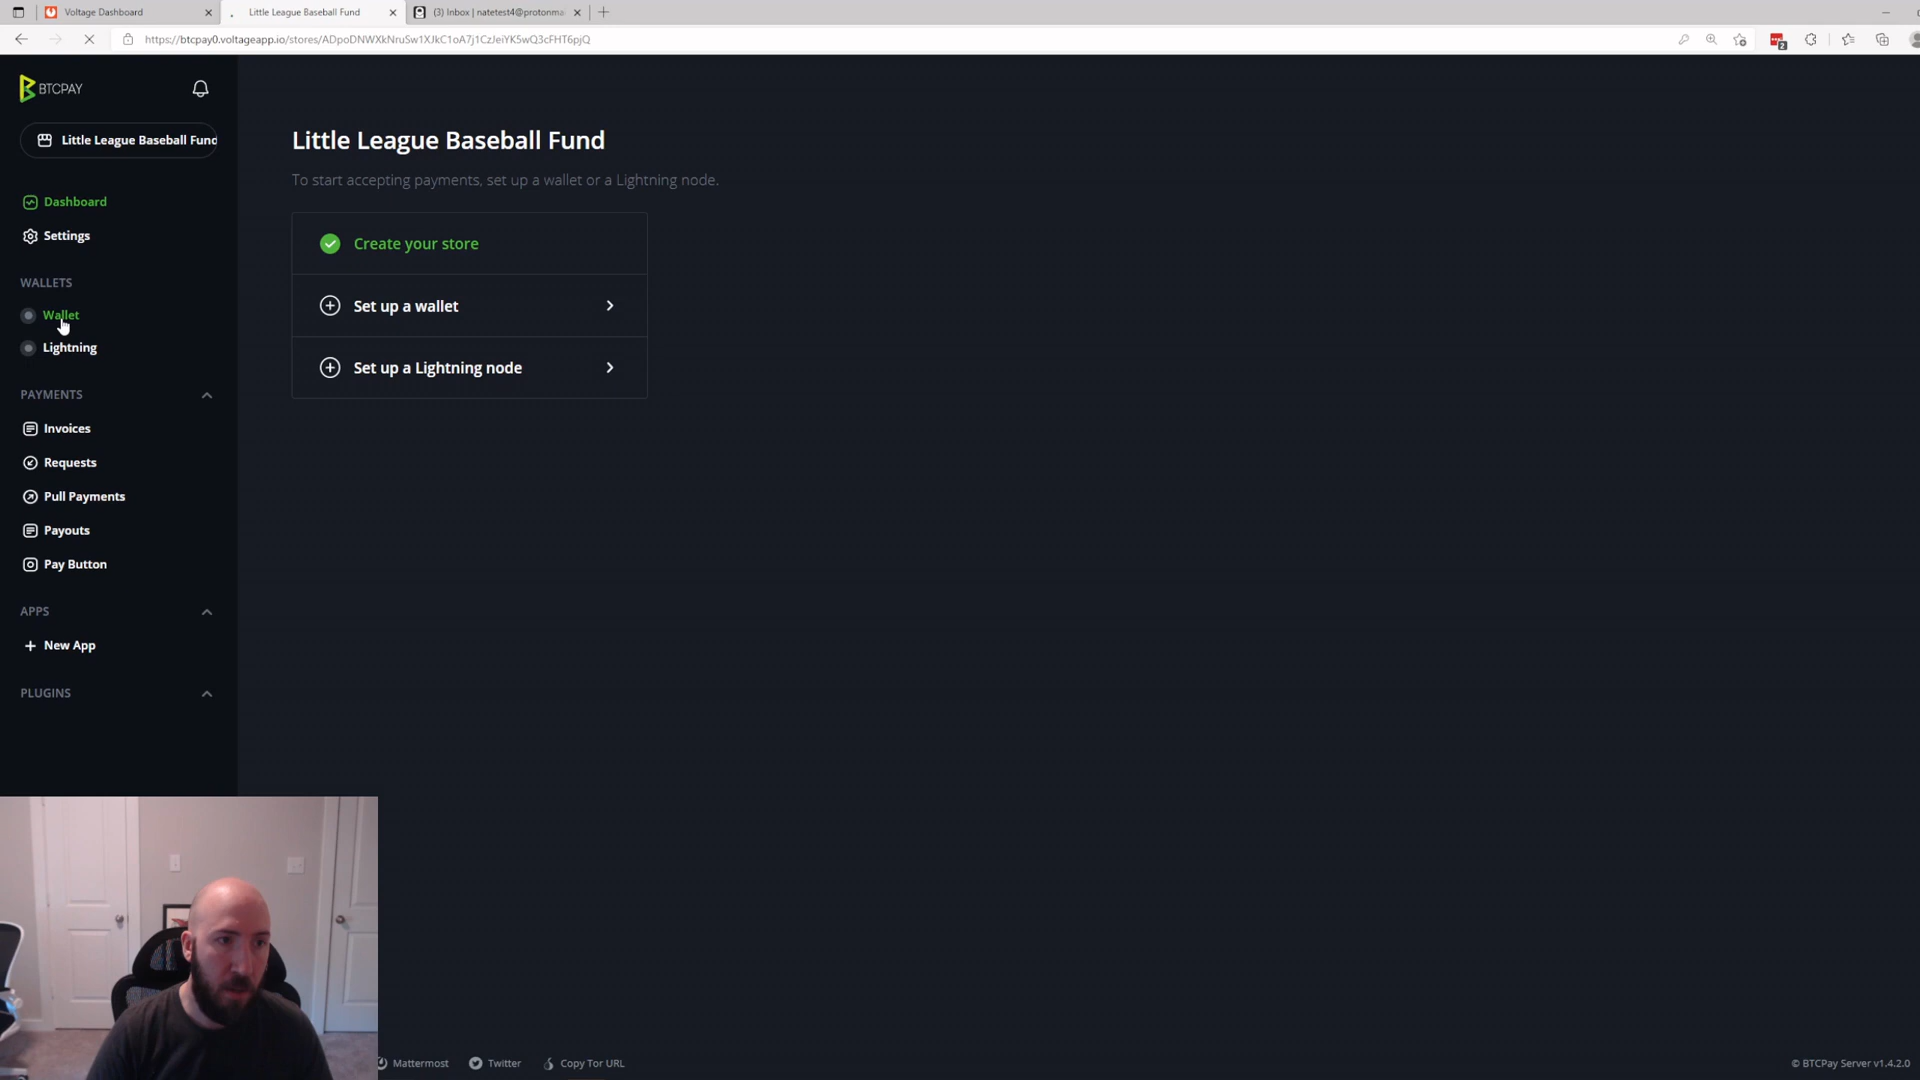 Voltage Dashboard
Little League Baseball Fund
(3) Inbox | natetest4@protonma
https://btcpay0.voltageapp.io/stores/ADpoDNWXkNruSw1XJkC1oA7j1CzJeiYK5wQ3cFHT6pjQ
2
BTCPAY
Little League Baseball Fund
Dashboard
Settings
WALLETS
Wallet
Lightning
PAYMENTS
Invoices
Requests
Pull Payments
Payouts
Pay Button
APPS
New App
PLUGINS
Little League Baseball Fund
To start accepting payments, set up a wallet or a Lightning node.
Create your store
Set up a wallet
Set up a Lightning node
Mattermost
Twitter
Copy Tor URL
© BTCPay Server v1.4.2.0